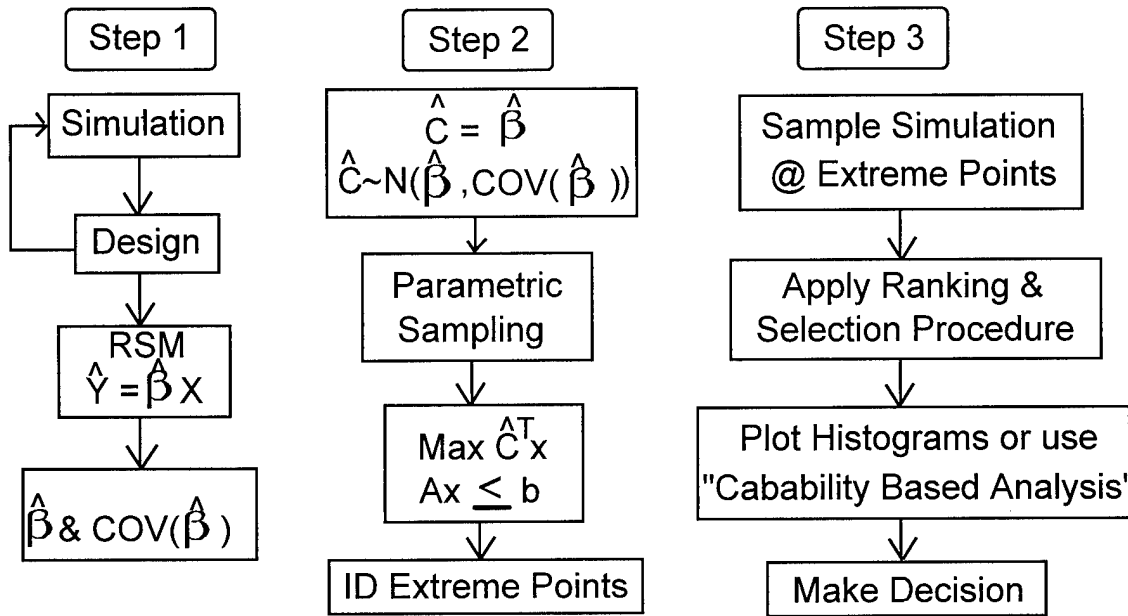 Step 1
Simulation
Design
RSM
Ŷ = β̂ X
β̂ & COV(β̂)
Step 2
Ĉ = β̂
Ĉ~N(β̂ ,COV(β̂ ))
Parametric
Sampling
Max Ĉᵀx
Ax ≤ b
ID Extreme Points
Step 3
Sample Simulation
@ Extreme Points
Apply Ranking &
Selection Procedure
Plot Histograms or use
"Cabability Based Analysis"
Make Decision